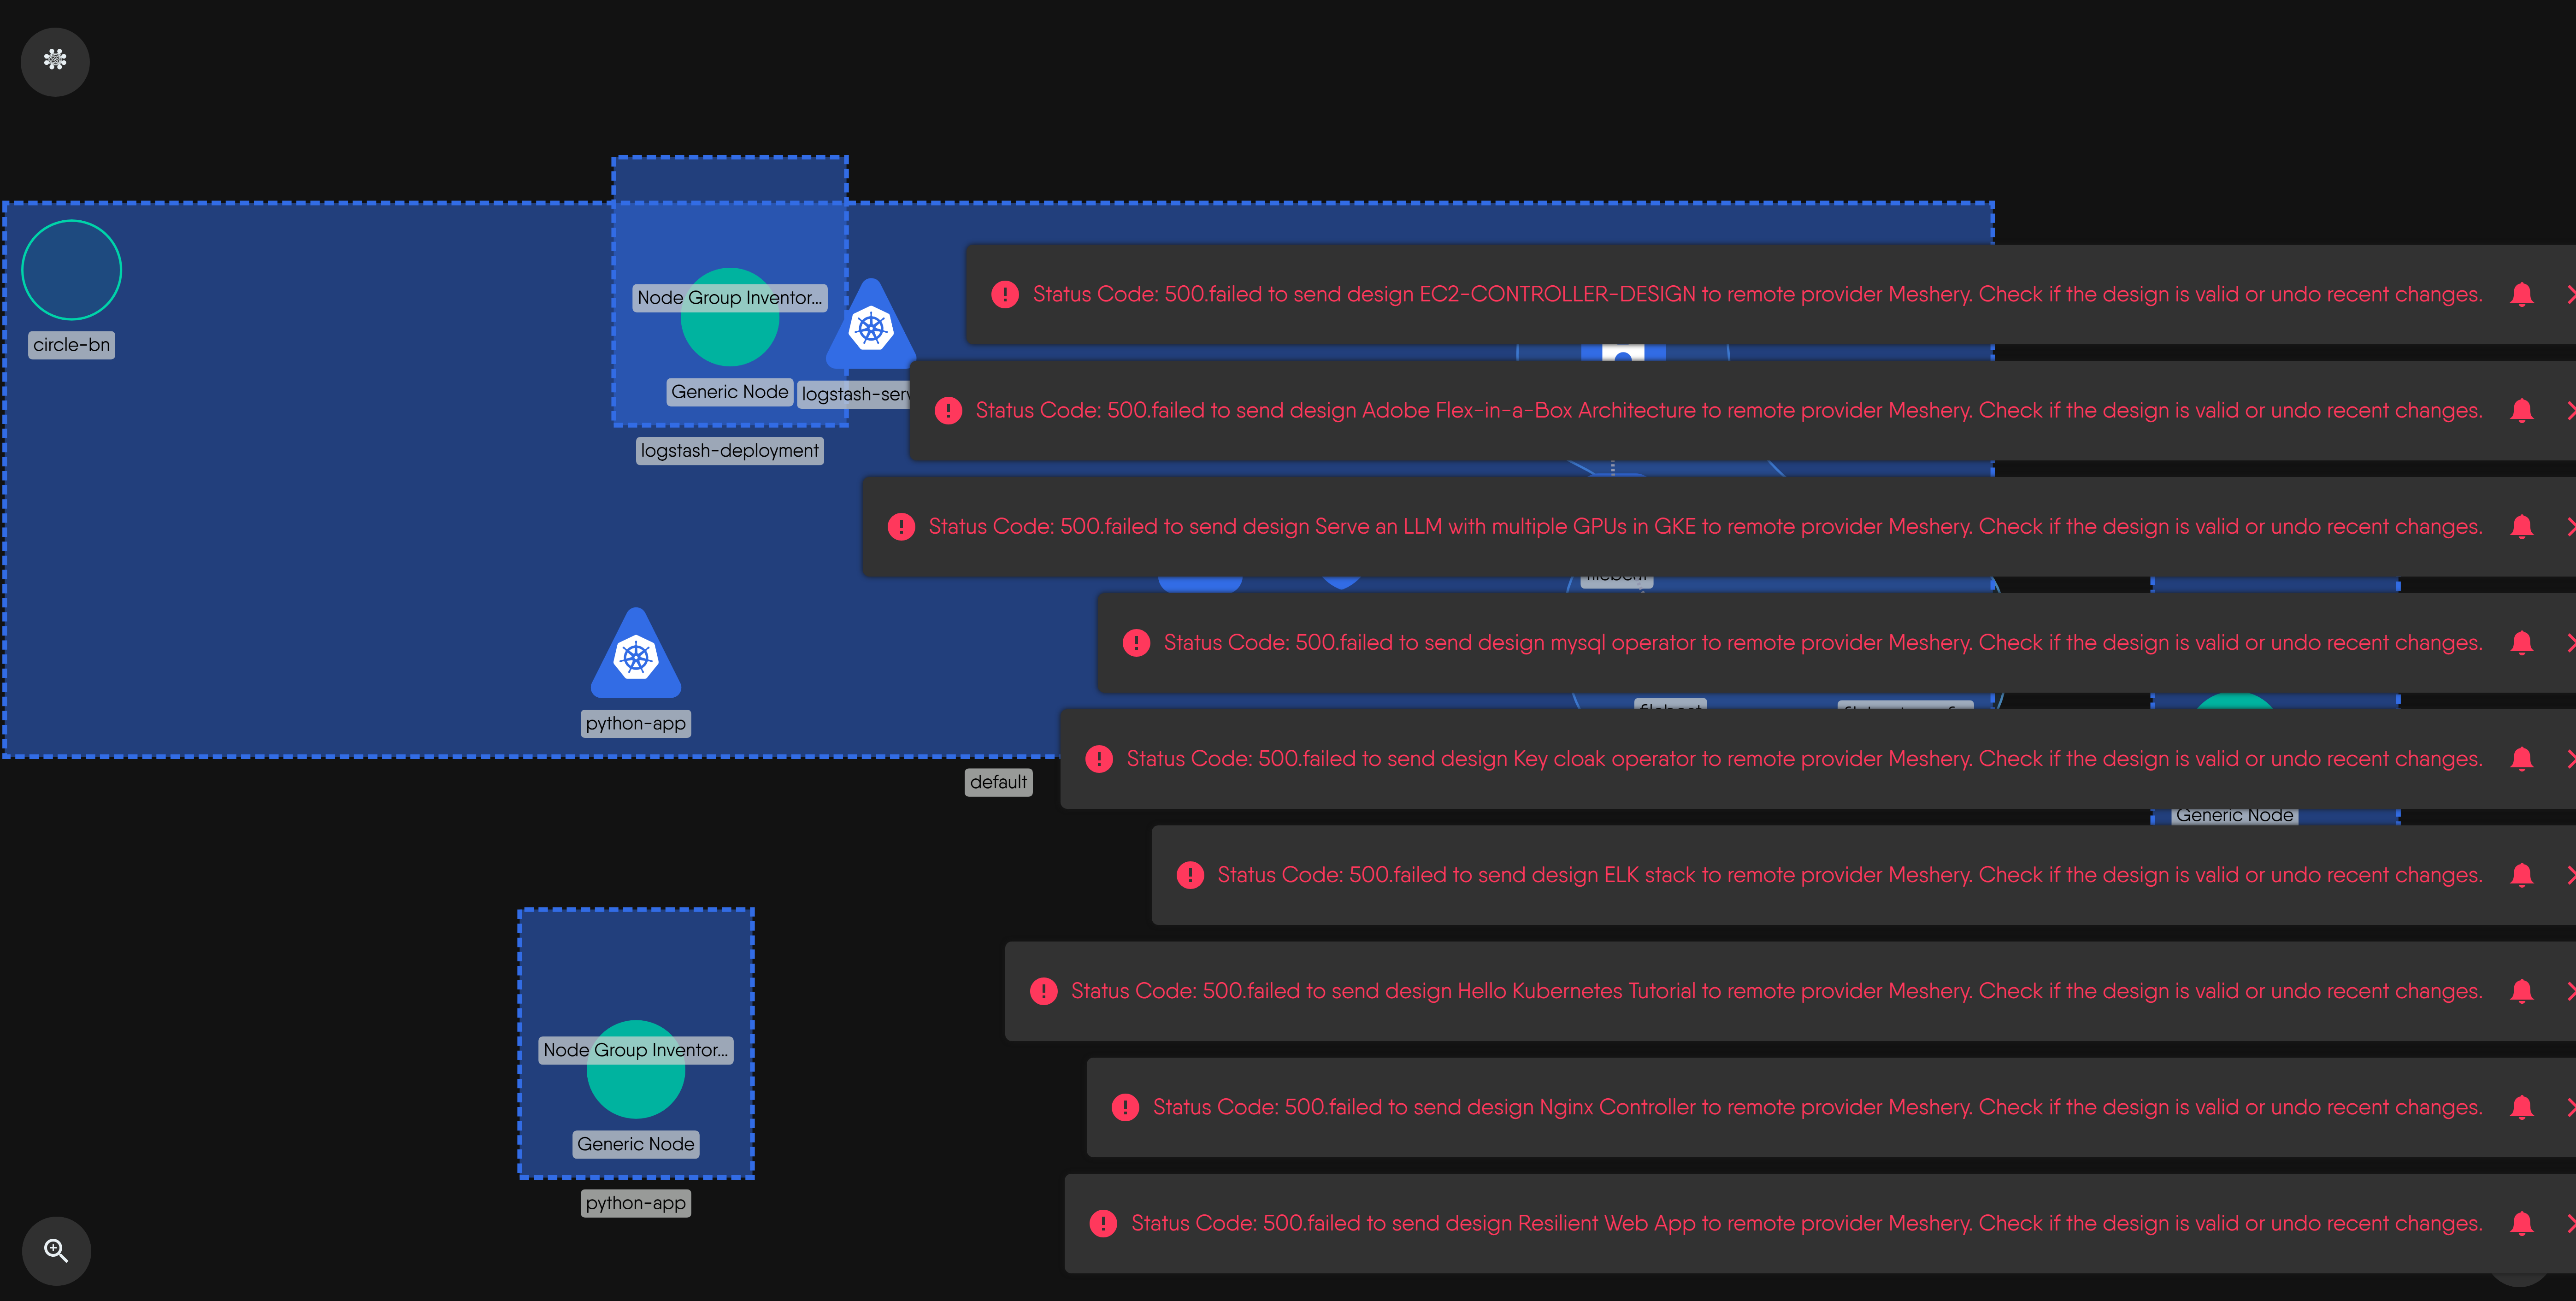 circle-bn
Node Group Inventor...
Generic Node
logstash-serv
logstash-deployment
Status Code: 500.failed to send design EC2-CONTROLLER-DESIGN to remote provider Meshery. Check if the design is valid or undo recent changes.
Status Code: 500.failed to send design Adobe Flex-in-a-Box Architecture to remote provider Meshery. Check if the design is valid or undo recent changes.
Status Code: 500.failed to send design Serve an LLM with multiple GPUs in GKE to remote provider Meshery. Check if the design is valid or undo recent changes.
Status Code: 500.failed to send design mysql operator to remote provider Meshery. Check if the design is valid or undo recent changes.
python-app
Status Code: 500.failed to send design Key cloak operator to remote provider Meshery. Check if the design is valid or undo recent changes.
default
Generic Node
Status Code: 500.failed to send design ELK stack to remote provider Meshery. Check if the design is valid or undo recent changes.
Status Code: 500.failed to send design Hello Kubernetes Tutorial to remote provider Meshery. Check if the design is valid or undo recent changes.
Node Group Inventor...
Status Code: 500.failed to send design Nginx Controller to remote provider Meshery. Check if the design is valid or undo recent changes.
Generic Node
python-app
Status Code: 500.failed to send design Resilient Web App to remote provider Meshery. Check if the design is valid or undo recent changes.